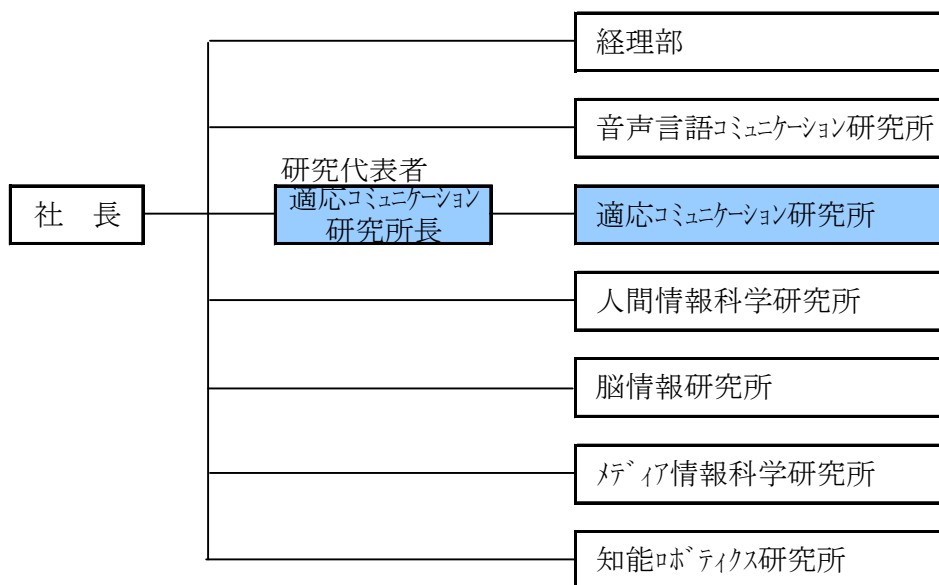 経理部
音声言語ｺﾐｭﾆｹｰｼｮﾝ研究所
研究代表者
社　長
適応ｺﾐｭﾆｹｰｼｮﾝ
研究所長
適応ｺﾐｭﾆｹｰｼｮﾝ研究所
人間情報科学研究所
脳情報研究所
ﾒﾃﾞｨｱ情報科学研究所
知能ﾛﾎﾞﾃｨｸｽ研究所